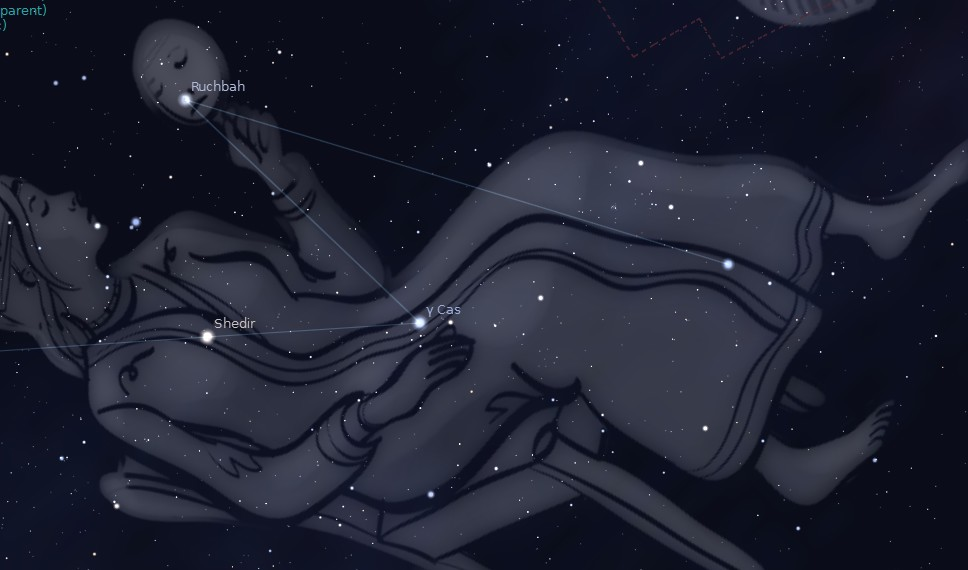 parent)
:)
Ruchbah
γ Cas
Shedir